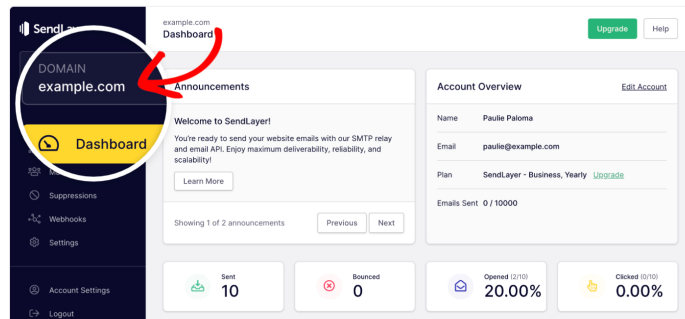 example.com
Dashboard
Upgrade
Help
DOMAIN
example.com
Dashboard
Suppressions
Webhooks
Settings
Account Settings
Logout
Announcements
Welcome to SendLayer!
You're ready to send your website emails with our SMTP relay
and email API. Enjoy maximum deliverability, reliability, and
scalability!
Learn More
Showing 1 of 2 announcements
Previous
Next
Account Overview
Edit Account
Name Paulie Paloma
Email paulie@example.com
Plan SendLayer - Business, Yearly Upgrade
Emails Sent 0 / 10000
Sent
10
Bounced
0
Opened (2/10)
20.00%
Clicked (0/10)
0.00%